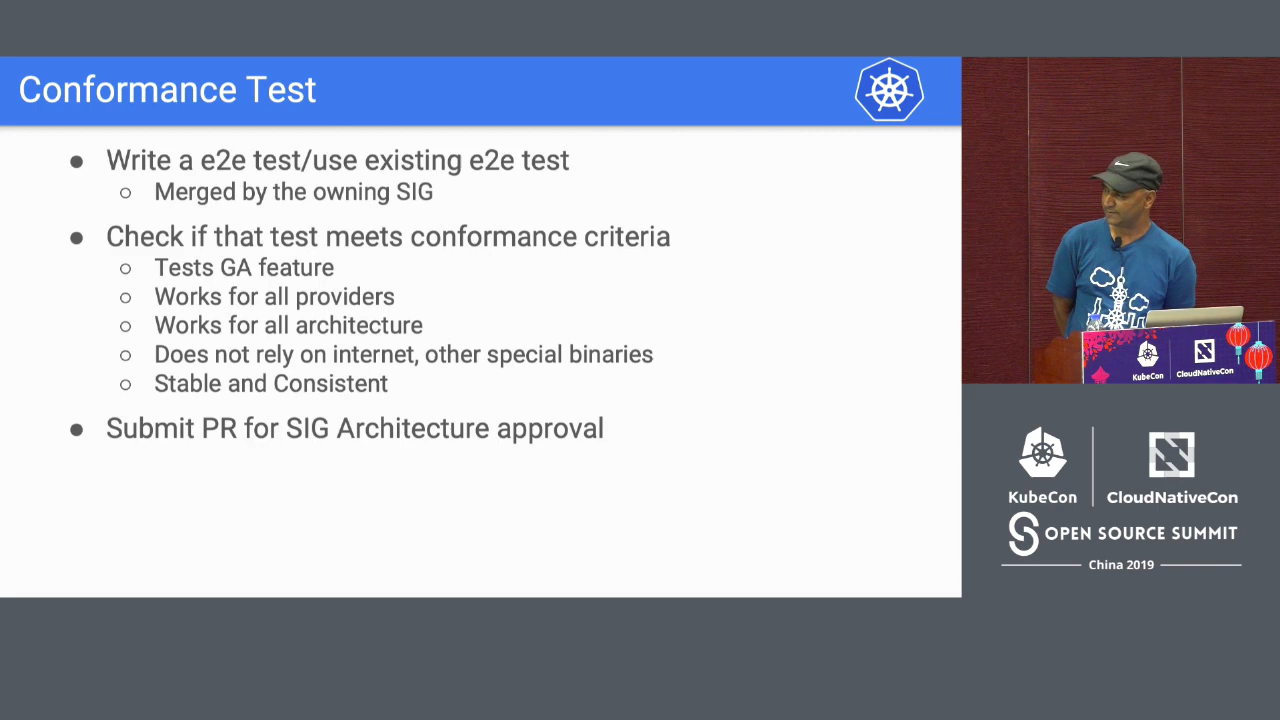 Conformance Test
● Write a e2e test/use existing e2e test
○ Merged by the owning SIG
● Check if that test meets conformance criteria
○ Tests GA feature
○ Works for all providers
○ Works for all architecture
○ Does not rely on internet, other special binaries
○ Stable and Consistent
● Submit PR for SIG Architecture approval
KubeCon
CloudNativeCon
KubeCon
CloudNativeCon
OPEN SOURCE SUMMIT
China 2019